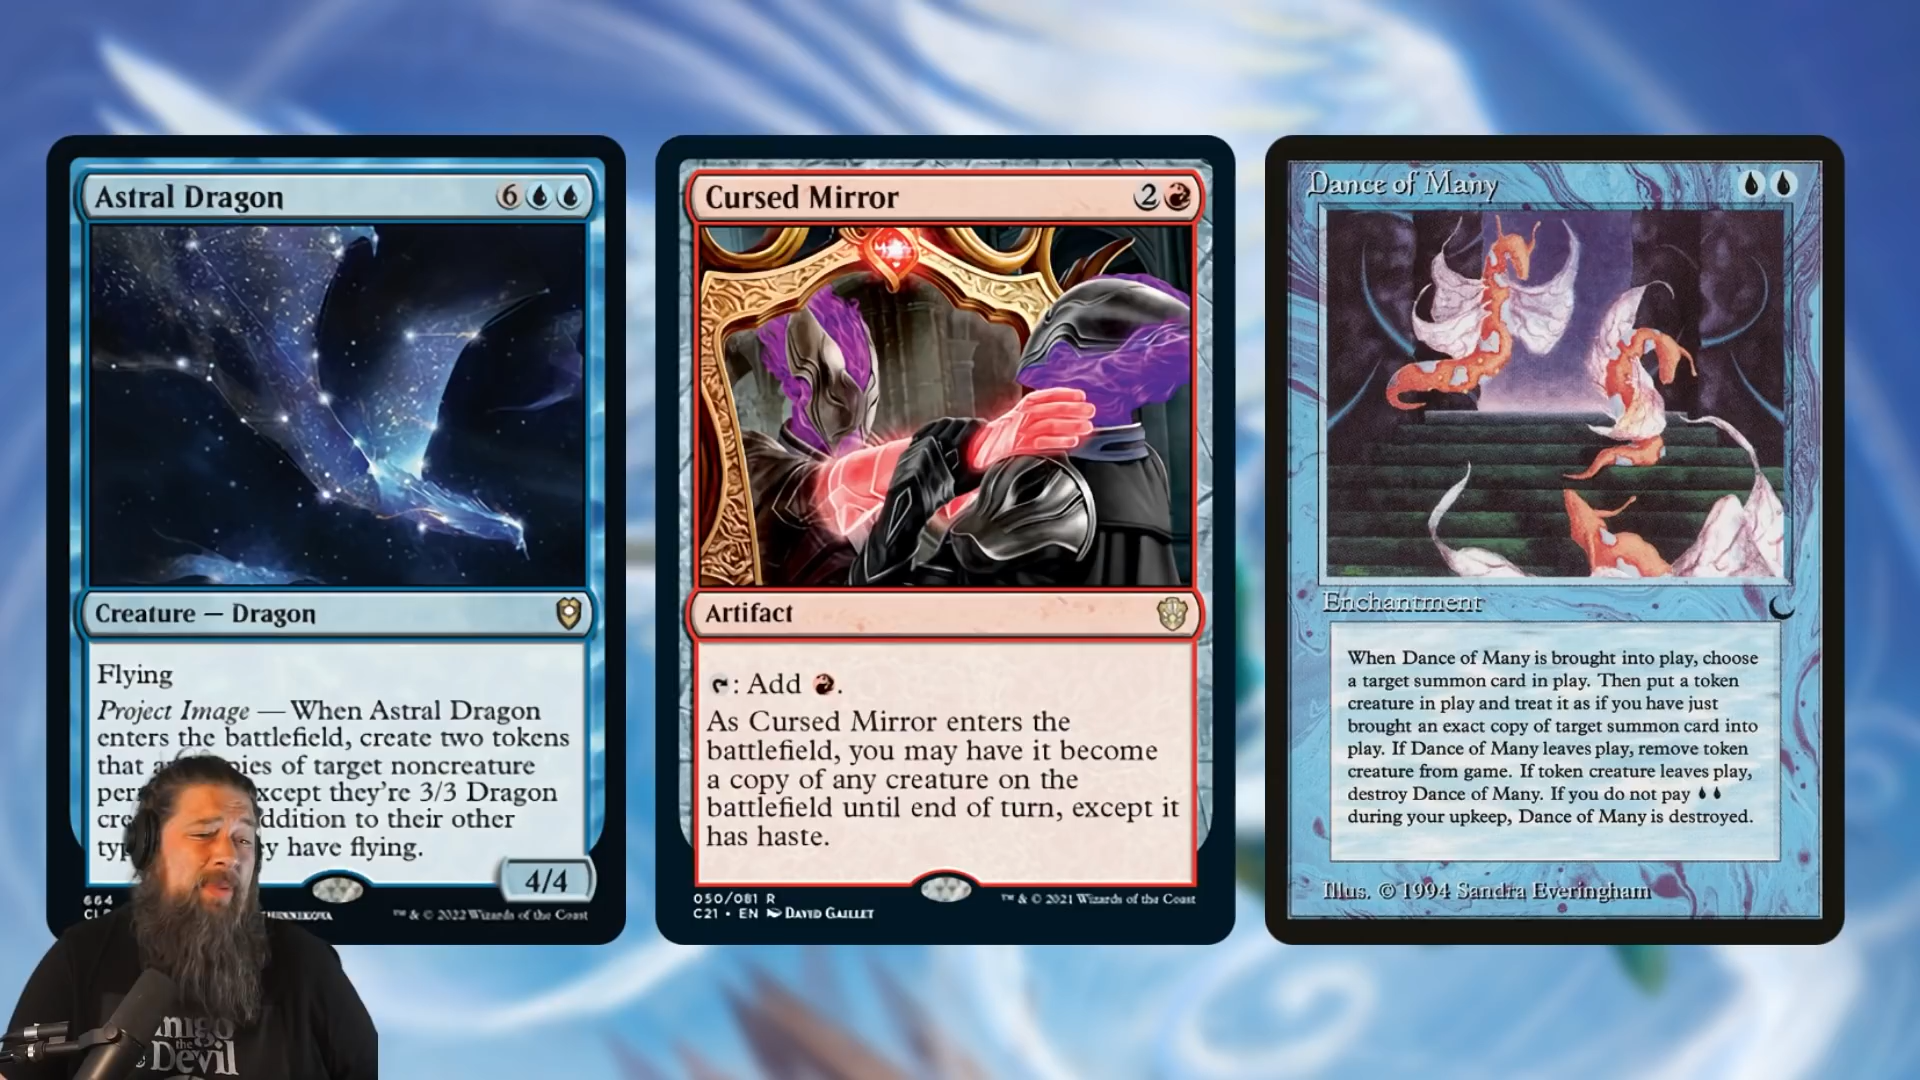 Astral Dragon
6
Creature — Dragon
Flying
Project Image — When Astral Dragon
enters the battlefield, create two tokens
that of target noncreature
except they're 3/3 Dragon
addition to their other
they have flying.
4/4
664
™ & © 2022 Wizards of the Coast
Cursed Mirror
2
Artifact
: Add .
As Cursed Mirror enters the
battlefield, you may have it become
a copy of any creature on the
battlefield until end of turn, except it
has haste.
050/081 R
C21 • EN David Gaillet
™ & © 2021 Wizards of the Coast
Dance of Many
Enchantment
When Dance of Many is brought into play, choose
a target summon card in play. Then put a token
creature in play and treat it as if you have just
brought an exact copy of target summon card into
play. If Dance of Many leaves play, remove token
creature from game. If token creature leaves play,
destroy Dance of Many. If you do not pay
during your upkeep, Dance of Many is destroyed.
Illus. © 1994 Sandra Everingham
the
Devil